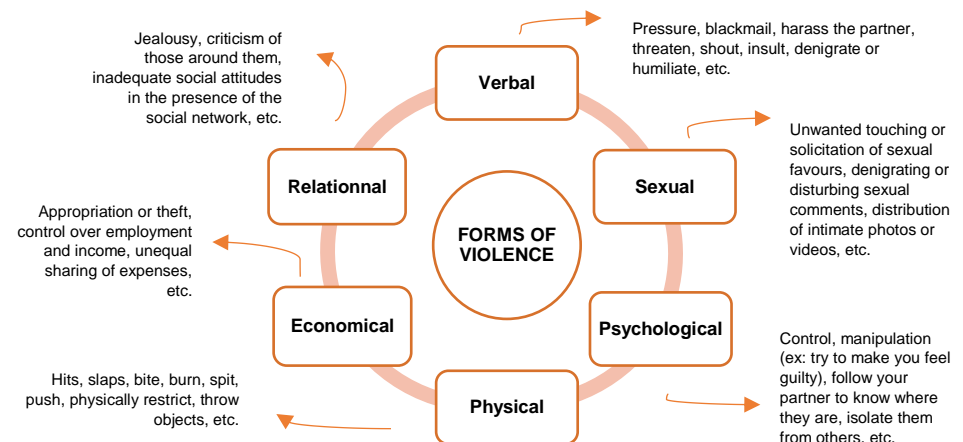 Pressure, blackmail, harass the partner,
threaten, shout, insult, denigrate or
humiliate, etc.
Jealousy, criticism of
those around them,
inadequate social attitudes
in the presence of the
social network, etc.
Verbal
Unwanted touching or
solicitation of sexual
favours, denigrating or
disturbing sexual
comments, distribution
of intimate photos or
videos, etc.
Relationnal
Sexual
Appropriation or theft,
control over employment
and income, unequal
sharing of expenses,
etc.
FORMS OF
VIOLENCE
Economical
Psychological
Control, manipulation
(ex: try to make you feel
guilty), follow your
partner to know where
they are, isolate them
from others, etc.
Hits, slaps, bite, burn, spit,
push, physically restrict, throw
objects, etc.
Physical